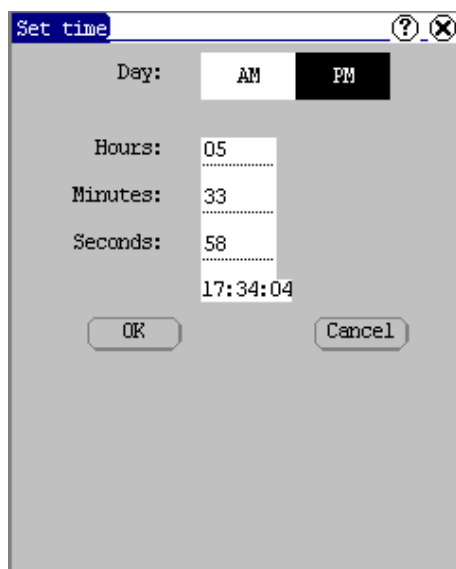 Set time ? X
Day: AM PM
Hours: 05
Minutes: 33
Seconds: 58
17:34:04
OK Cancel